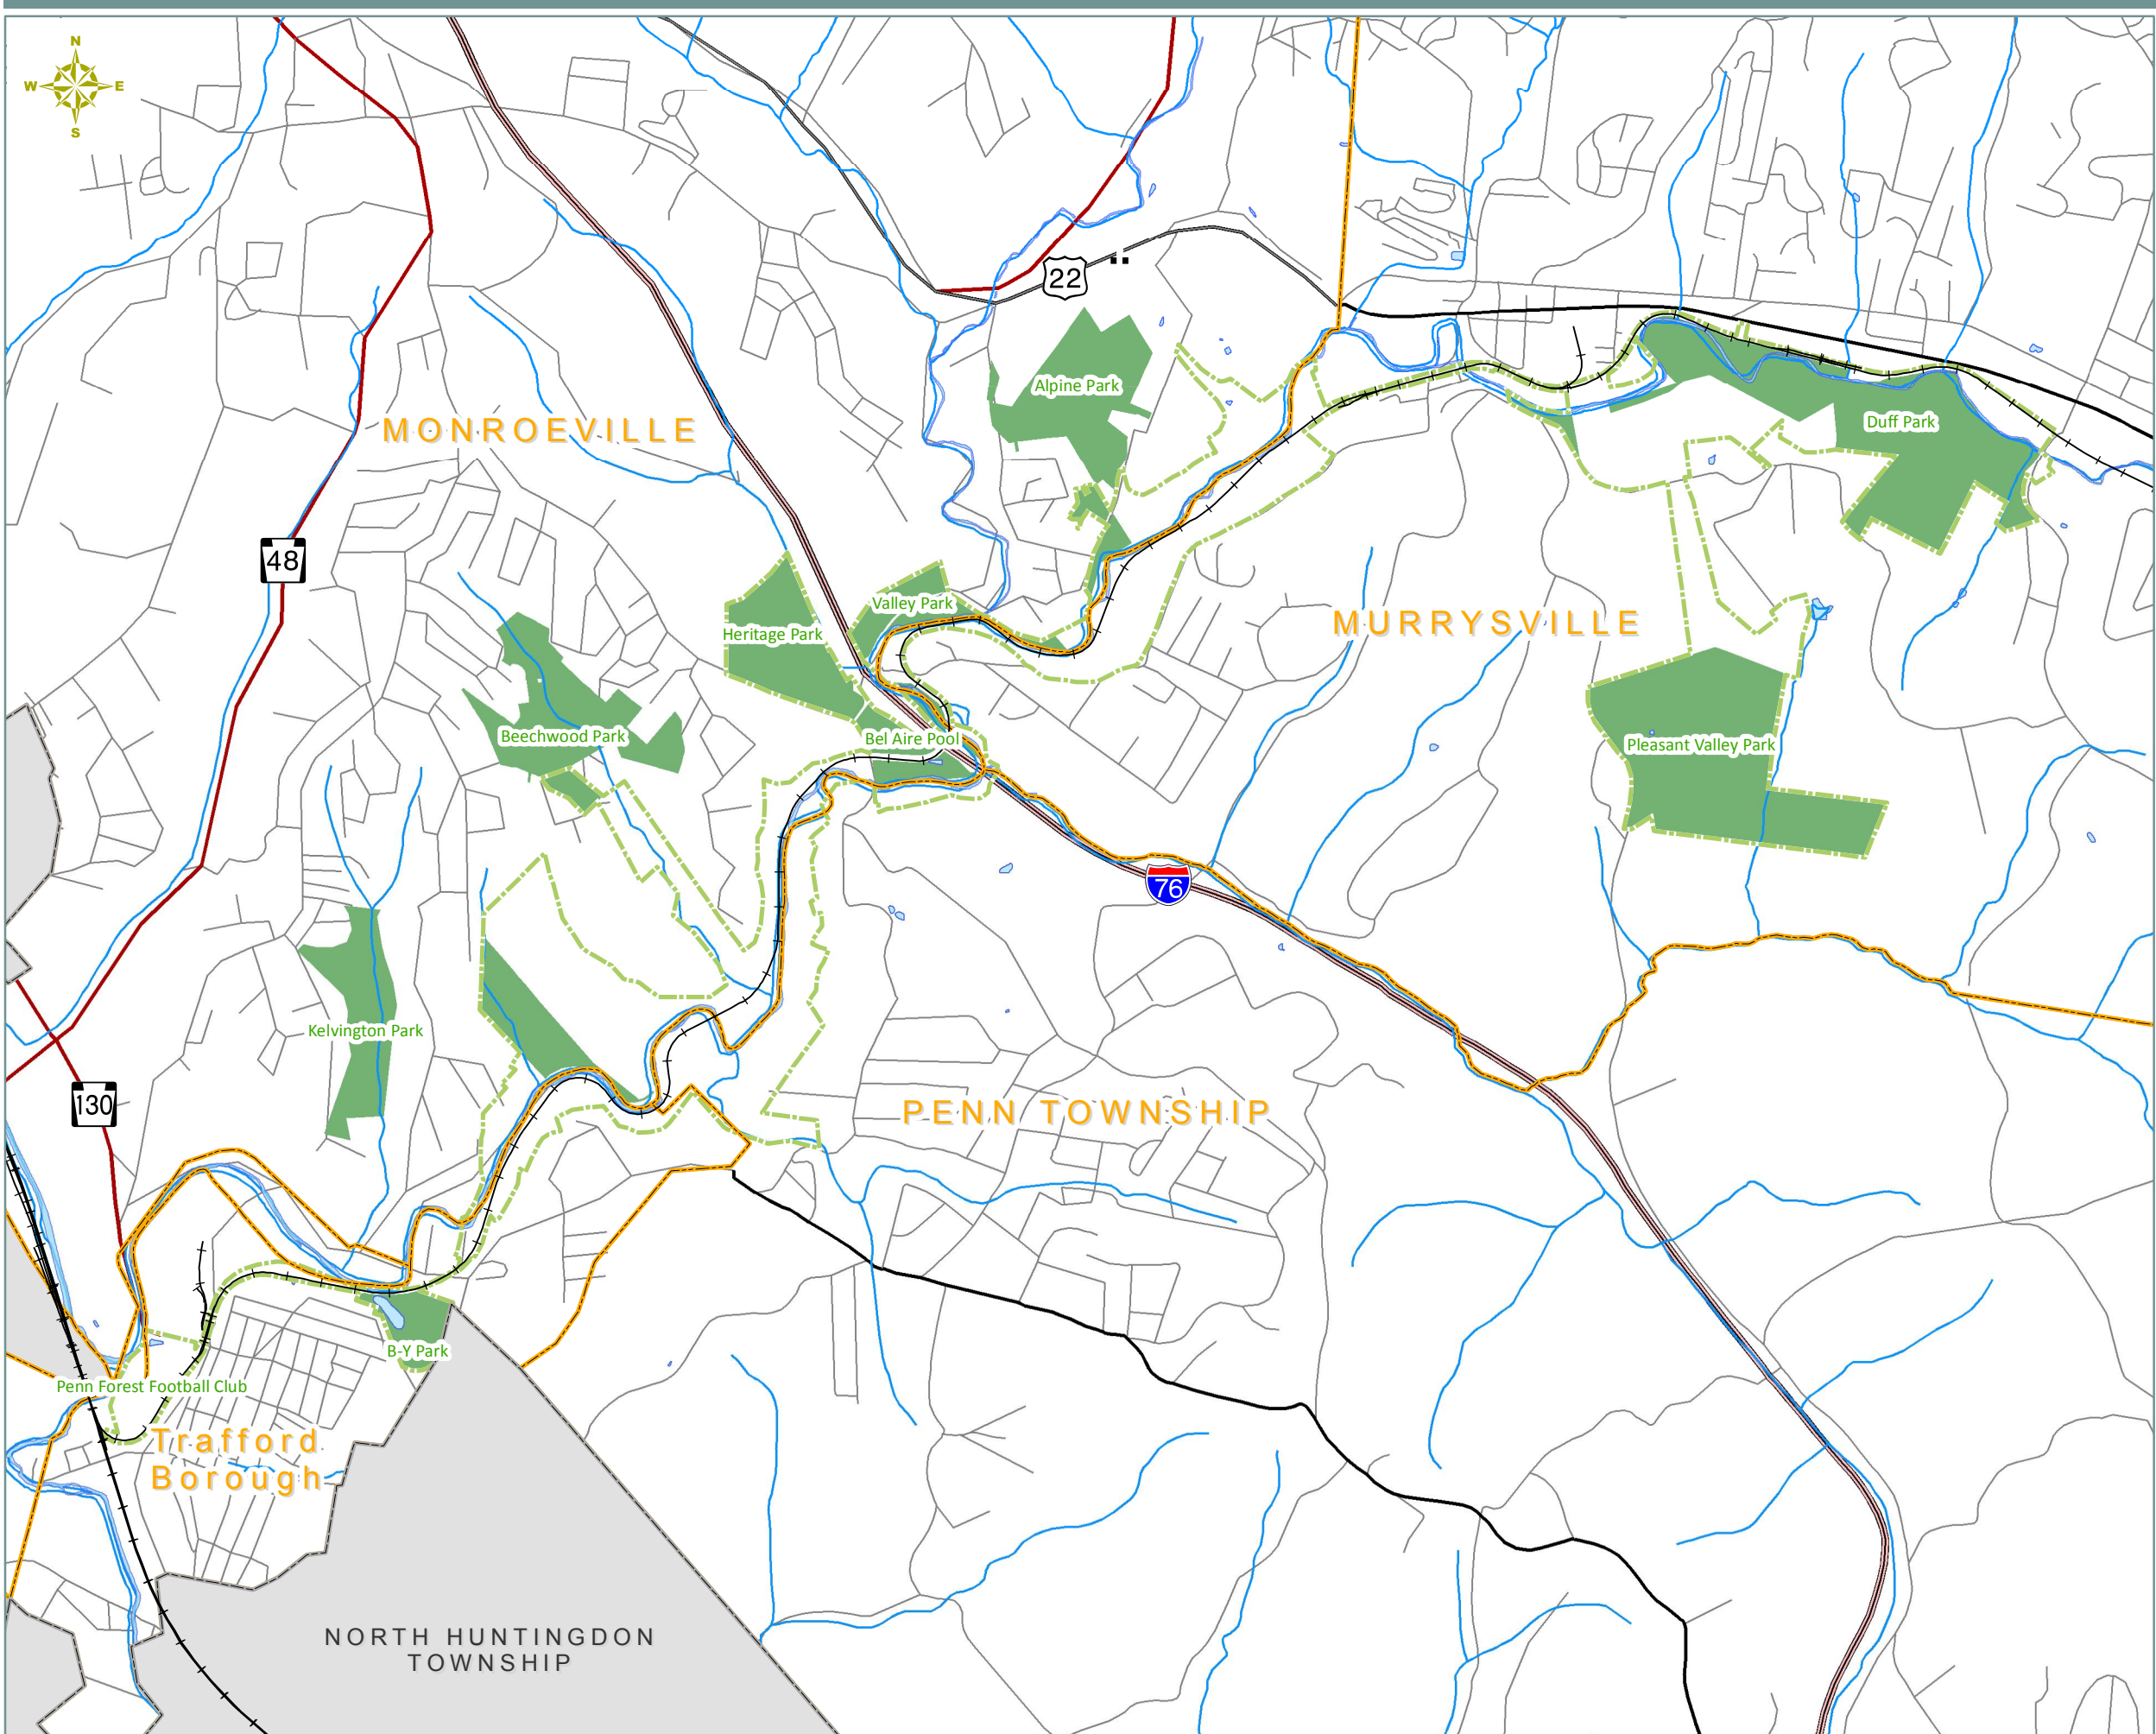 N
W E
S
22
Alpine Park
Duff Park
MONROEVILLE
48
Valley Park
Heritage Park
MURRYSVILLE
Beechwood Park
Bel Aire Pool
Pleasant Valley Park
76
Kelvington Park
130
PENN TOWNSHIP
B-Y Park
Penn Forest Football Club
Trafford
Borough
NORTH HUNTINGDON
TOWNSHIP